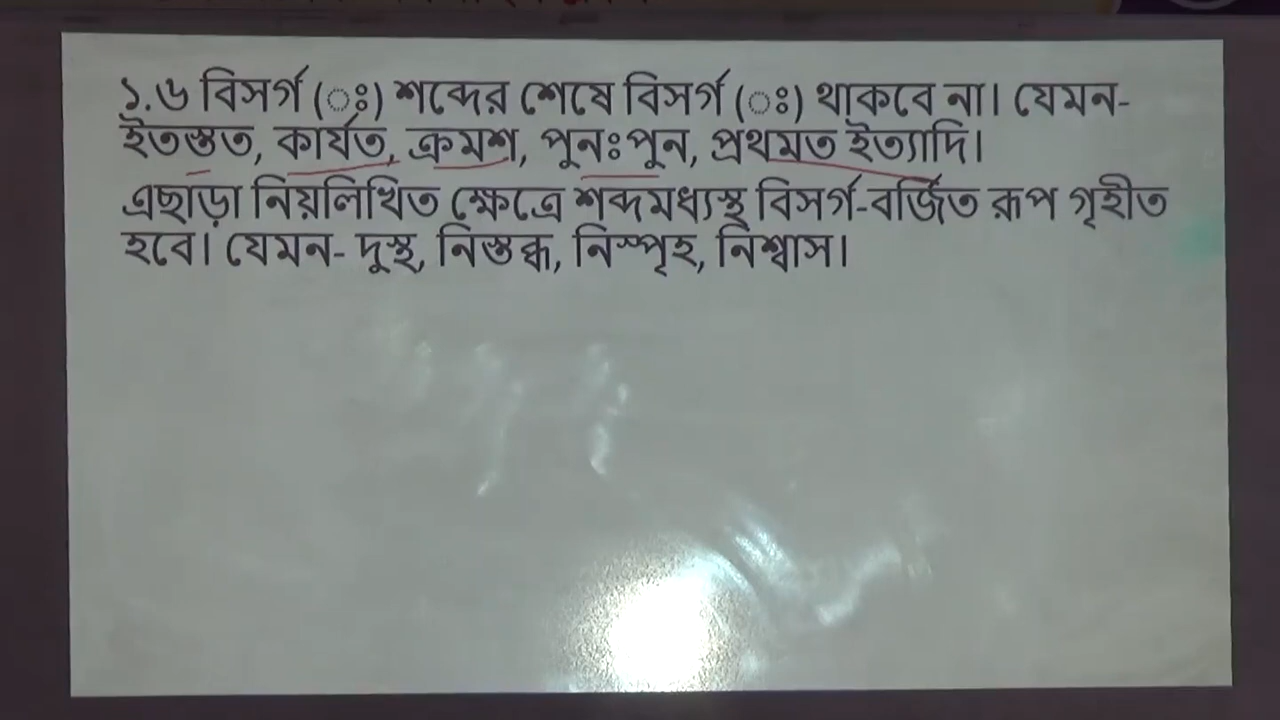 ১.৬ বিসর্গ (ঃ) শব্দের শেষে বিসর্গ (ঃ) থাকবে না। যেমন-
ইতস্তত, কার্যত, ক্রমশ, পুনঃপুন, প্রথমত ইত্যাদি।
এছাড়া নিম্নলিখিত ক্ষেত্রে শব্দমধ্যস্থ বিসর্গ-বর্জিত রূপ গৃহীত
হবে। যেমন- দুস্থ, নিস্তব্ধ, নিস্পৃহ, নিশ্বাস।